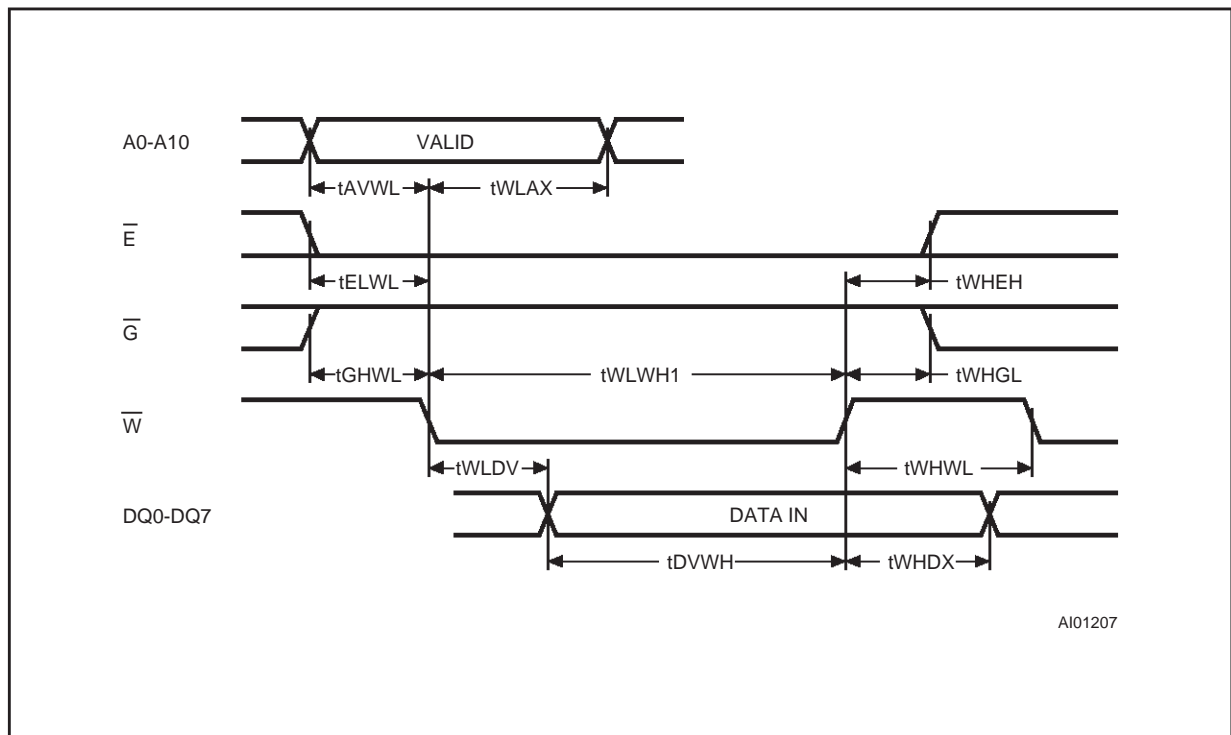 A0-A10
VALID
tAVWL
tWLAX
E̅
tELWL
tWHEH
G̅
tGHWL
tWLWH1
tWHGL
W̅
tWLDV
tWHWL
DQ0-DQ7
DATA IN
tDVWH
tWHDX
AI01207